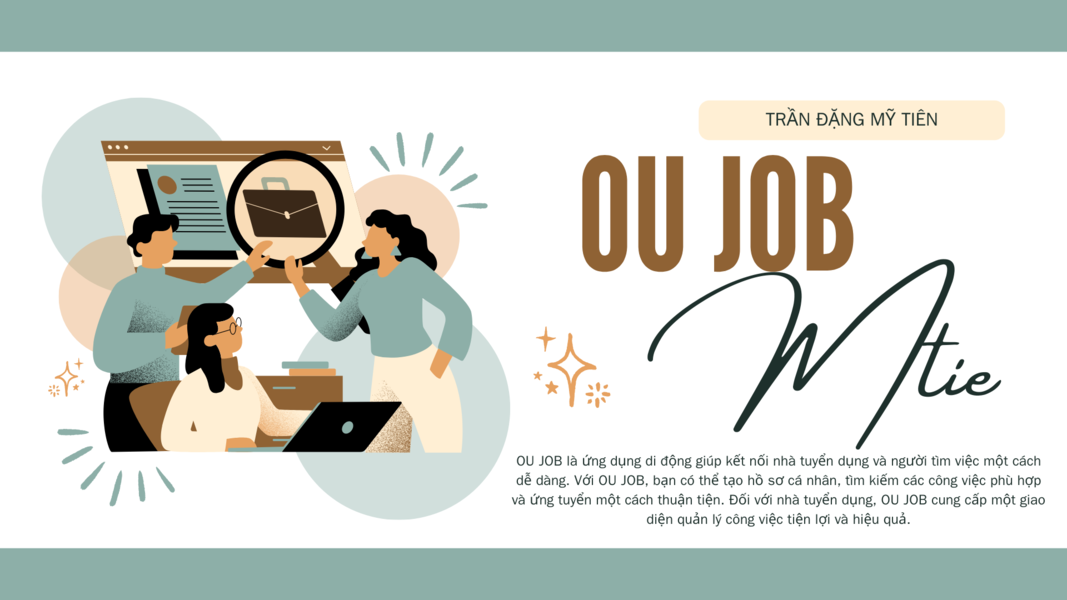 TRẦN ĐẶNG MỸ TIÊN
OU JOB
Mtie
OU JOB là ứng dụng di động giúp kết nối nhà tuyển dụng và người tìm việc một cách
dễ dàng. Với OU JOB, bạn có thể tạo hồ sơ cá nhân, tìm kiếm các công việc phù hợp
và ứng tuyển một cách thuận tiện. Đối với nhà tuyển dụng, OU JOB cung cấp một giao
diện quản lý công việc tiện lợi và hiệu quả.